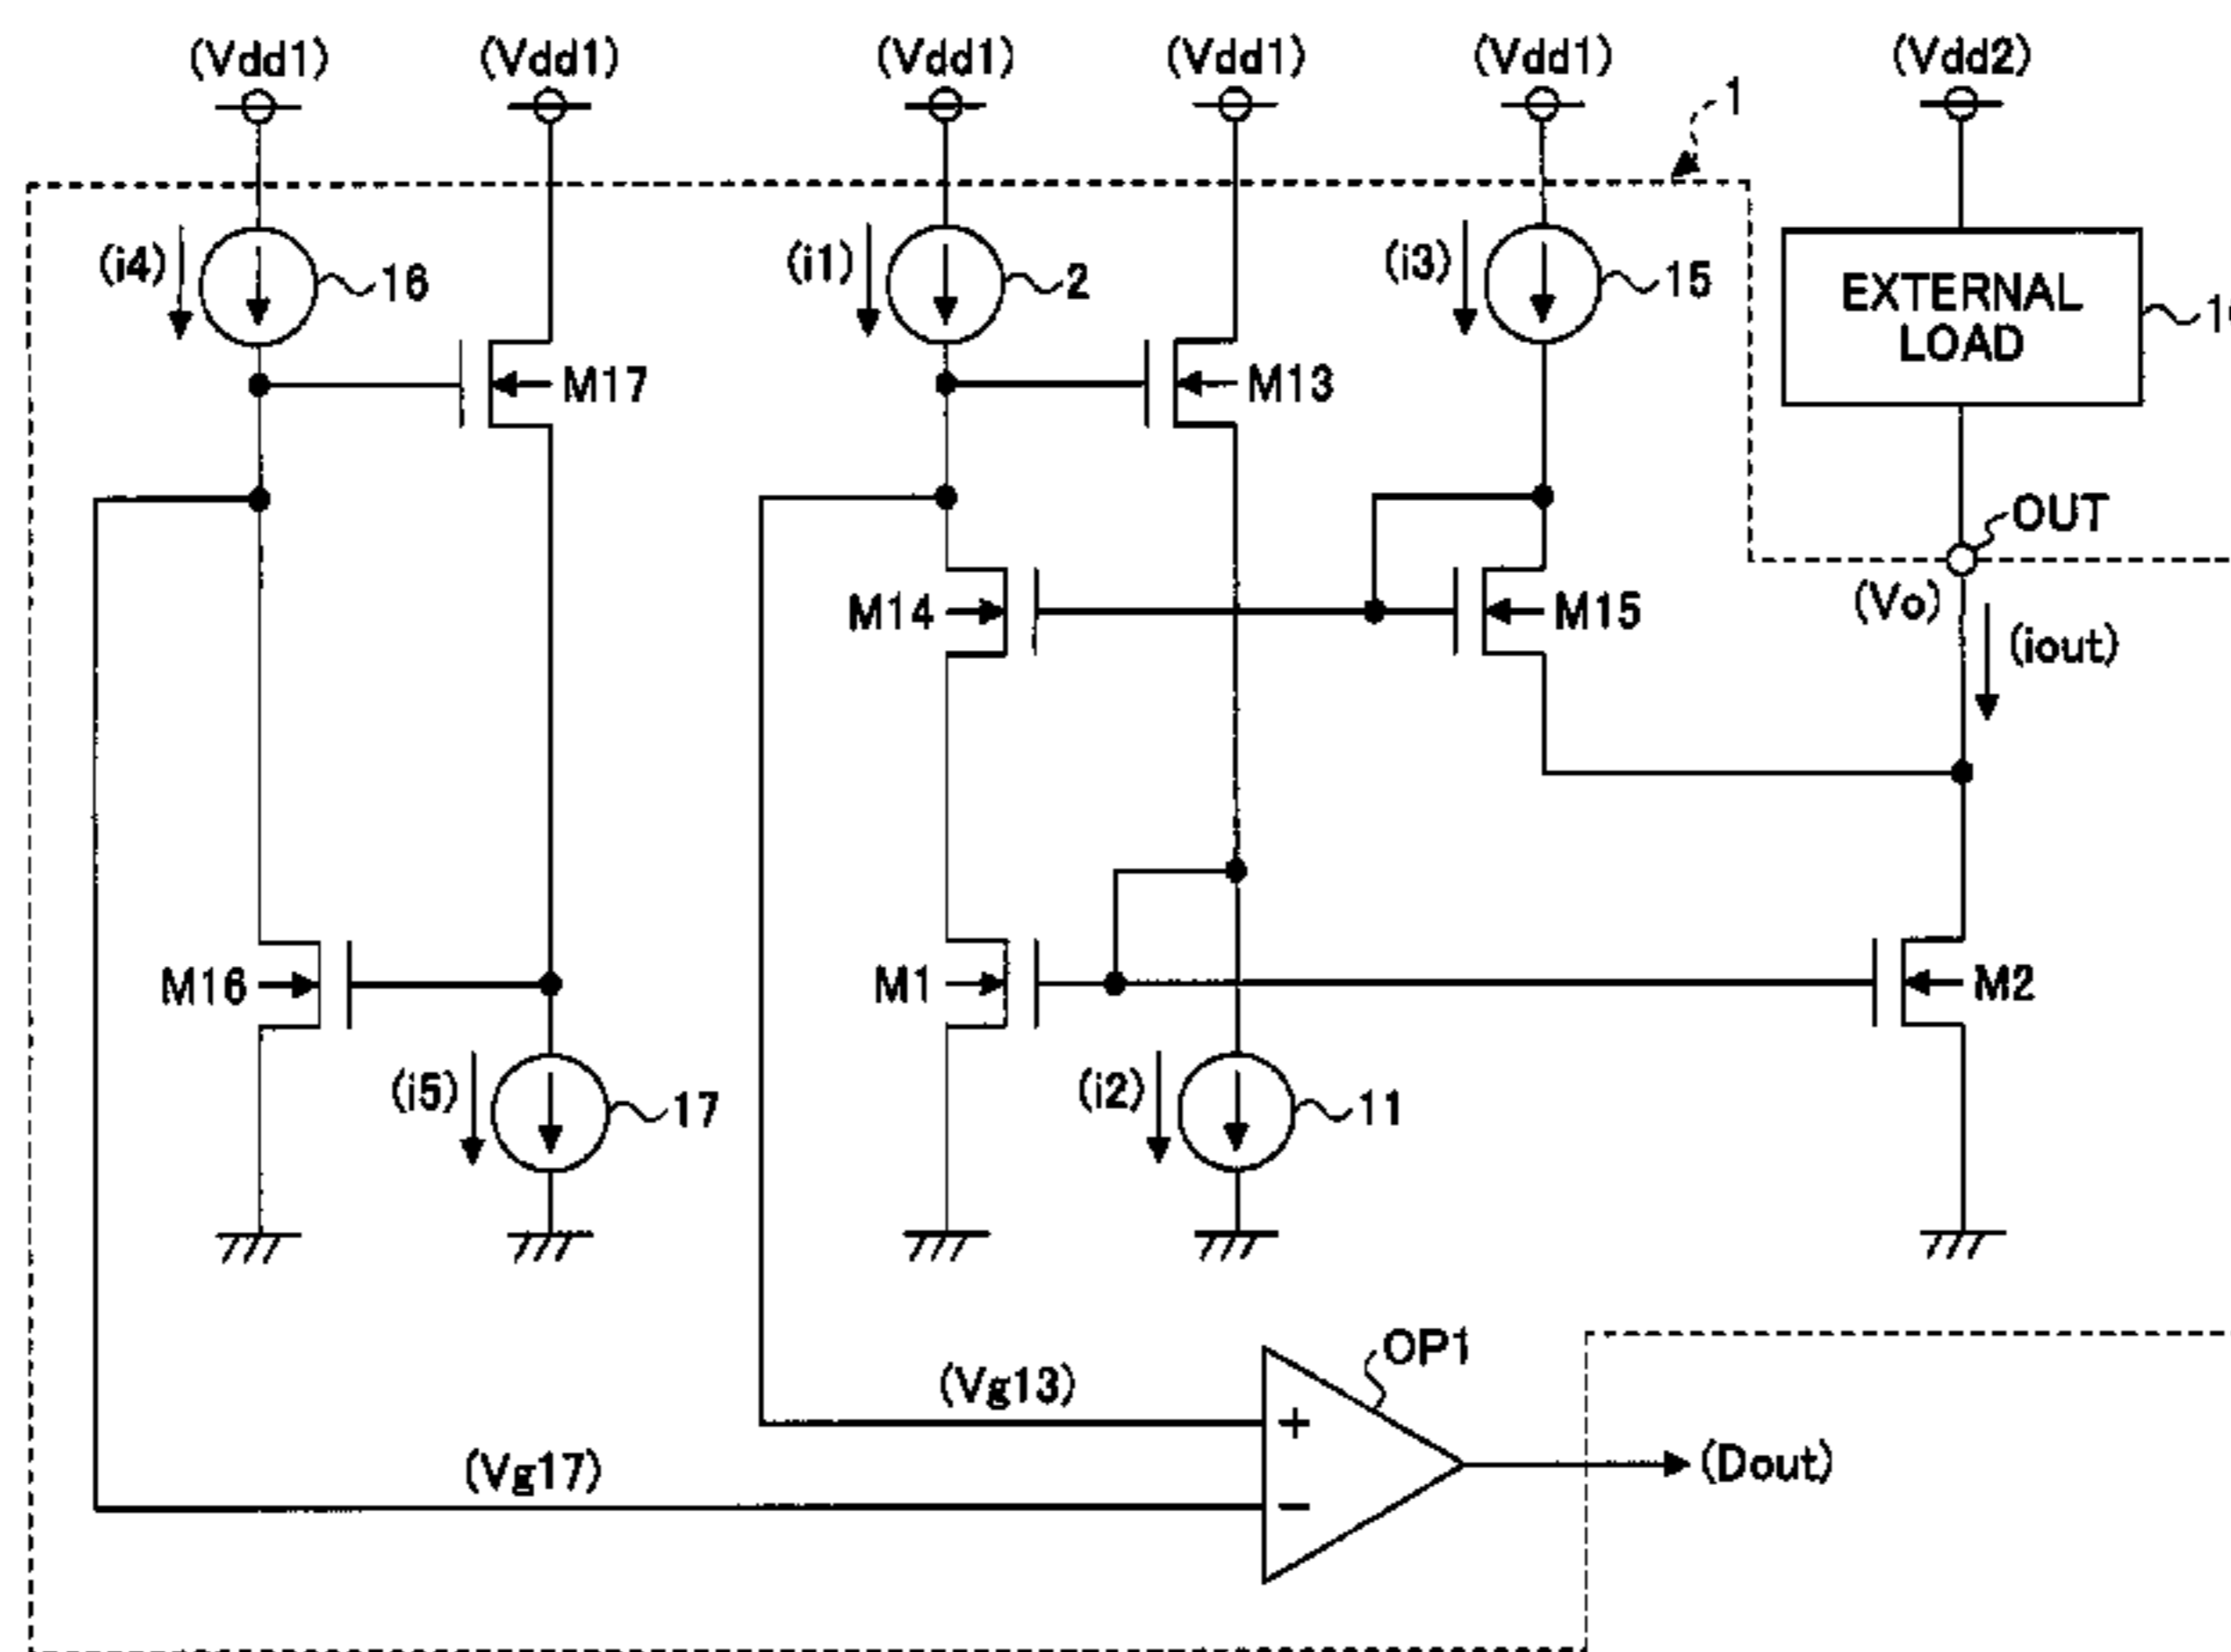 (Vdd1)
(Vdd1)
(Vdd1)
(Vdd1)
(Vdd1)
(Vdd2)
1
(i4)
16
(i1)
2
(i3)
15
EXTERNAL
LOAD
M17
M13
OUT
(Vo)
M14
M15
(iout)
M16
M1
M2
(i5)
17
(i2)
11
OP1
(Vg13)
+
(Vg17)
−
(Dout)